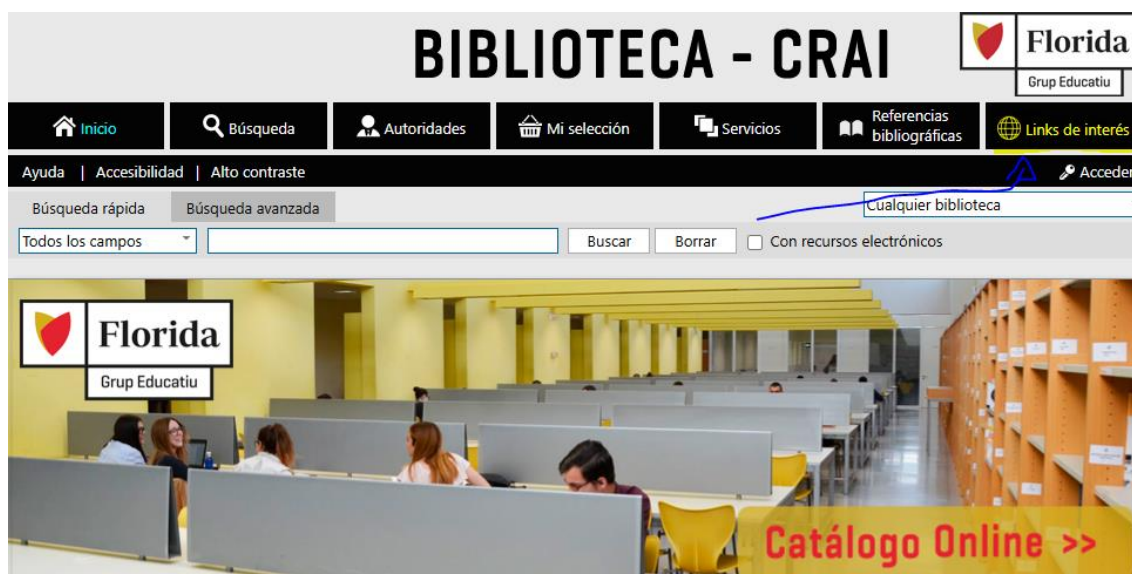 BIBLIOTECA - CRAI
Florida
Grup Educatiu
Inicio
Búsqueda
Autoridades
Mi selección
Servicios
Referencias
bibliográficas
Links de interés
Ayuda | Accesibilidad | Alto contraste
Acceder
Búsqueda rápida
Búsqueda avanzada
Cualquier biblioteca
Todos los campos
Buscar
Borrar
Con recursos electrónicos
Florida
Grup Educatiu
Catálogo Online >>